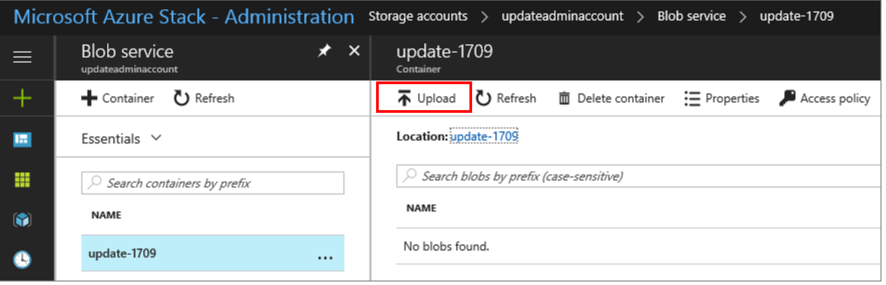 Microsoft Azure Stack - Administration Storage accounts > updateadminaccount > Blob service > update-1709
Blob service
updateadminaccount
Container Refresh
Essentials
Search containers by prefix
NAME
update-1709 ...
update-1709
Container
Upload Refresh Delete container Properties Access policy
Location: update-1709
Search blobs by prefix (case-sensitive)
NAME
No blobs found.